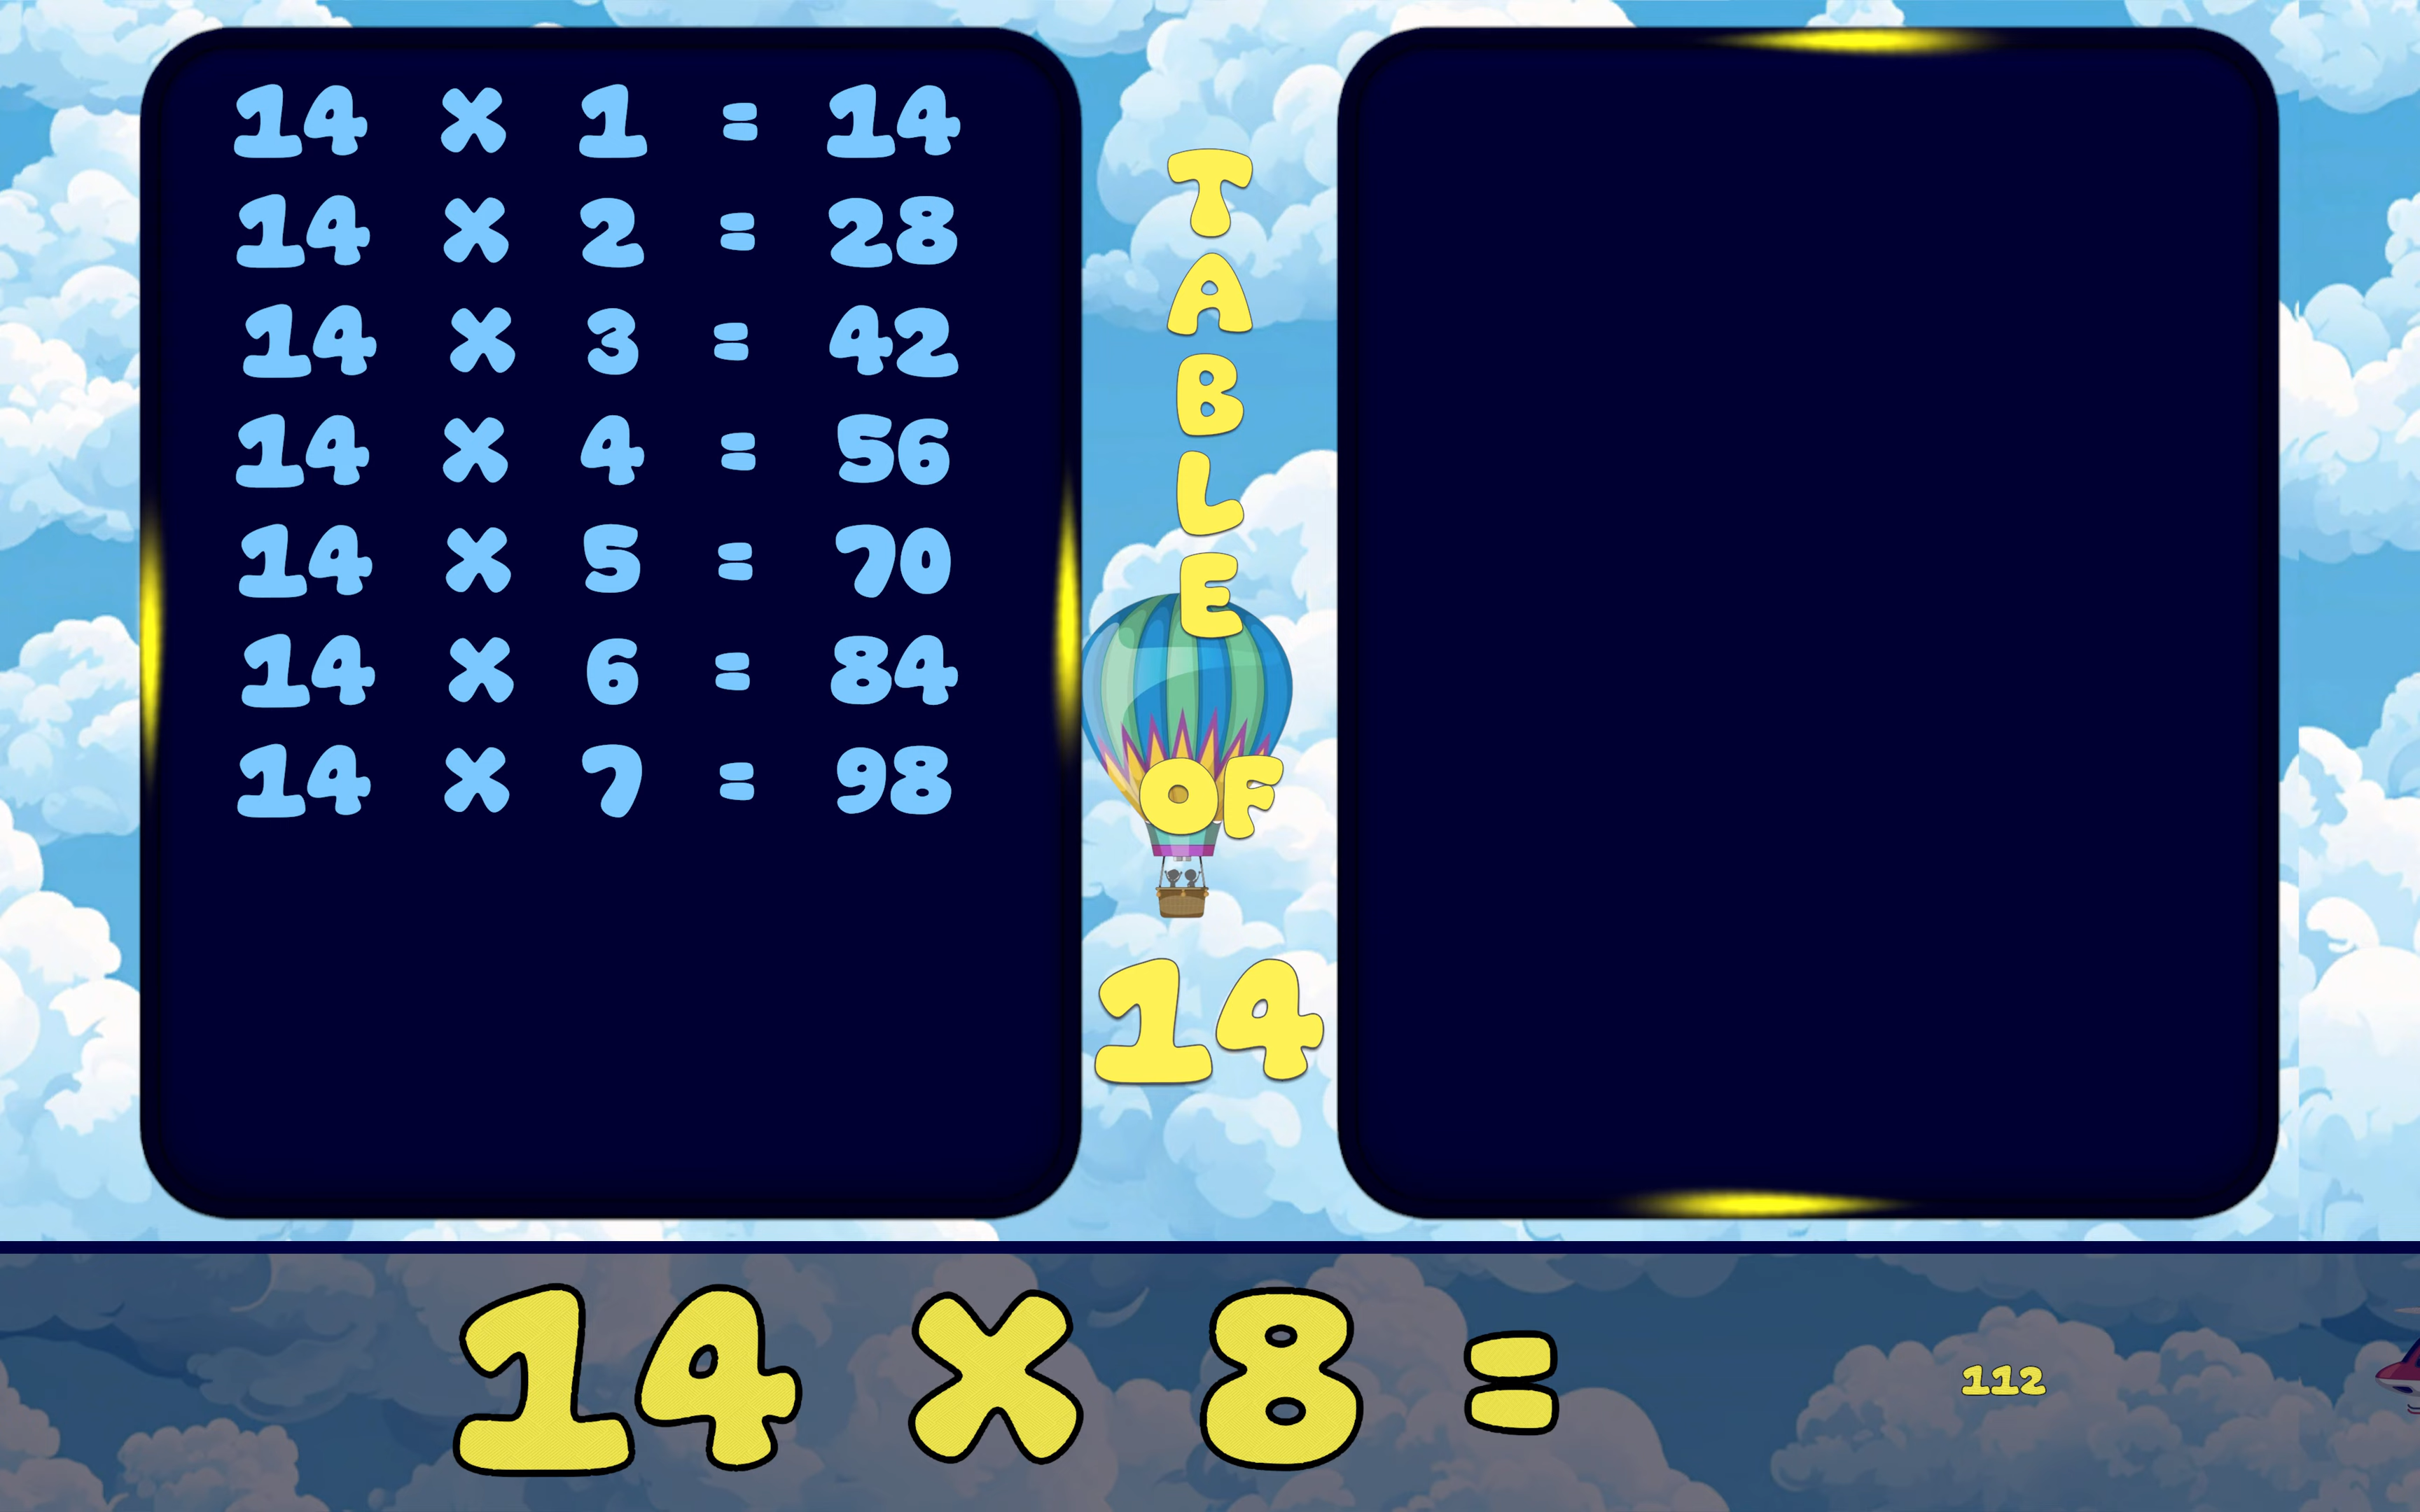 14 x 1 = 14
14 x 2 = 28
14 x 3 = 42
14 x 4 = 56
14 x 5 = 70
14 x 6 = 84
14 x 7 = 98
TABLE
OF
14
14 x 8 = 112